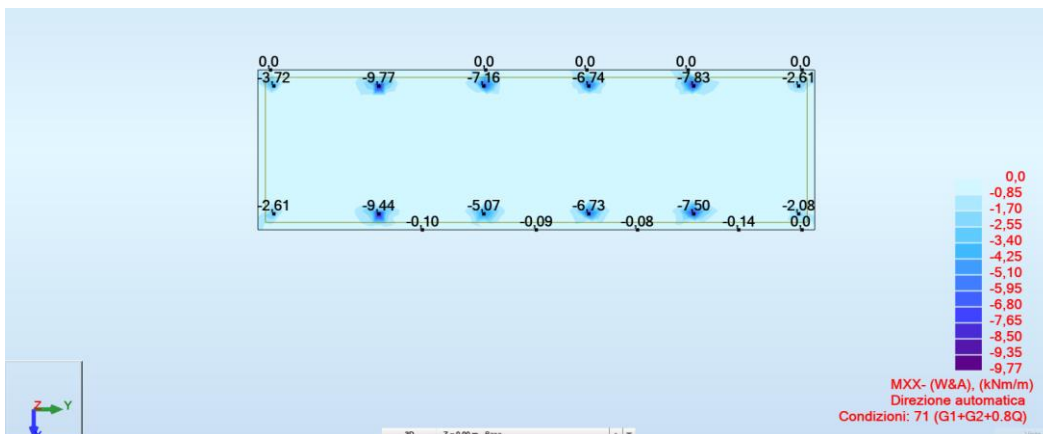 0,0 0,0 0,0 0,0 0,0
-3,72 -9,77 -7,16 -6,74 -7,83 -2,61
-2,61 -9,44 -5,07 -6,73 -7,50 -2,08
-0,10 -0,09 -0,08 -0,14 0,0
0,0
-0,85
-1,70
-2,55
-3,40
-4,25
-5,10
-5,95
-6,80
-7,65
-8,50
-9,35
-9,77
MXX- (W&A), (kNm/m)
Direzione automatica
Condizioni: 71 (G1+G2+0.8Q)
Z Y